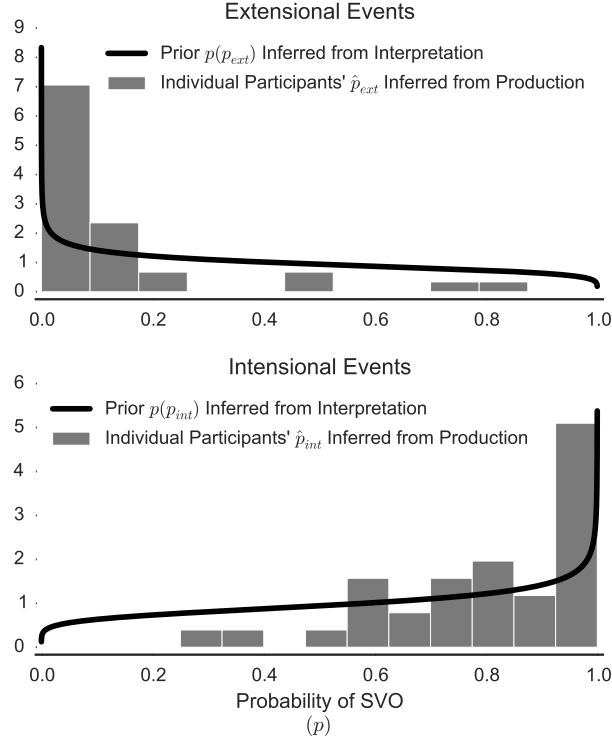 Extensional Events
9
8
7
6
5
4
3
2
1
0
Prior p(p_ext) Inferred from Interpretation
Individual Participants' p̂_ext Inferred from Production
0.0 0.2 0.4 0.6 0.8 1.0
Intensional Events
6
5
4
3
2
1
0
Prior p(p_int) Inferred from Interpretation
Individual Participants' p̂_int Inferred from Production
0.0 0.2 0.4 0.6 0.8 1.0
Probability of SVO
(p)